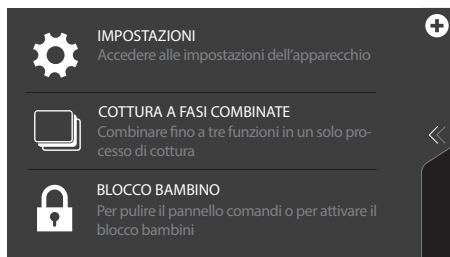 IMPOSTAZIONI
Accedere alle impostazioni dell'apparecchio
COTTURA A FASI COMBINATE
Combinare fino a tre funzioni in un solo pro-
cesso di cottura
BLOCCO BAMBINO
Per pulire il pannello comandi o per attivare il
blocco bambini